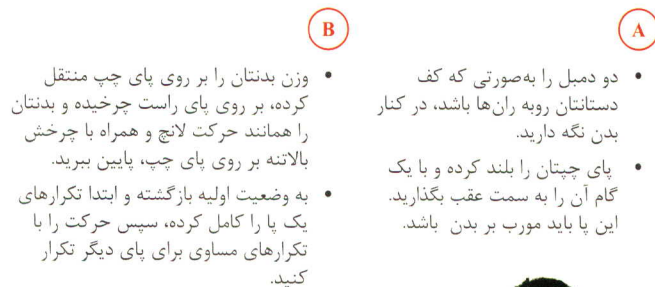 A
• دو دمبل را به‌صورتی که کف
دستانتان روبه ران‌ها باشد، در کنار
بدن نگه دارید.
• پای چپتان را بلند کرده و با یک
گام آن را به سمت عقب بگذارید.
این پا باید مورب بر بدن باشد.
B
• وزن بدنتان را بر روی پای چپ منتقل
کرده، بر روی پای راست چرخیده و بدنتان
را همانند حرکت لانچ و همراه با چرخش
بالاتنه بر روی پای چپ، پایین ببرید.
• به وضعیت اولیه بازگشته و ابتدا تکرارهای
یک پا را کامل کرده، سپس حرکت را با
تکرارهای مساوی برای پای دیگر تکرار
کنید.